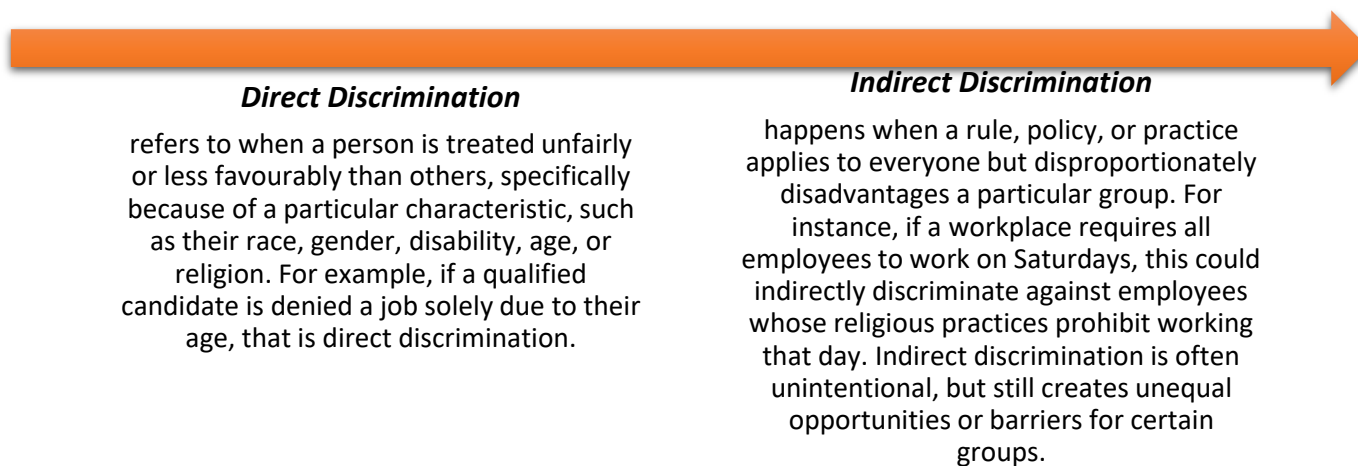 Direct Discrimination
refers to when a person is treated unfairly
or less favourably than others, specifically
because of a particular characteristic, such
as their race, gender, disability, age, or
religion. For example, if a qualified
candidate is denied a job solely due to their
age, that is direct discrimination.
Indirect Discrimination
happens when a rule, policy, or practice
applies to everyone but disproportionately
disadvantages a particular group. For
instance, if a workplace requires all
employees to work on Saturdays, this could
indirectly discriminate against employees
whose religious practices prohibit working
that day. Indirect discrimination is often
unintentional, but still creates unequal
opportunities or barriers for certain
groups.